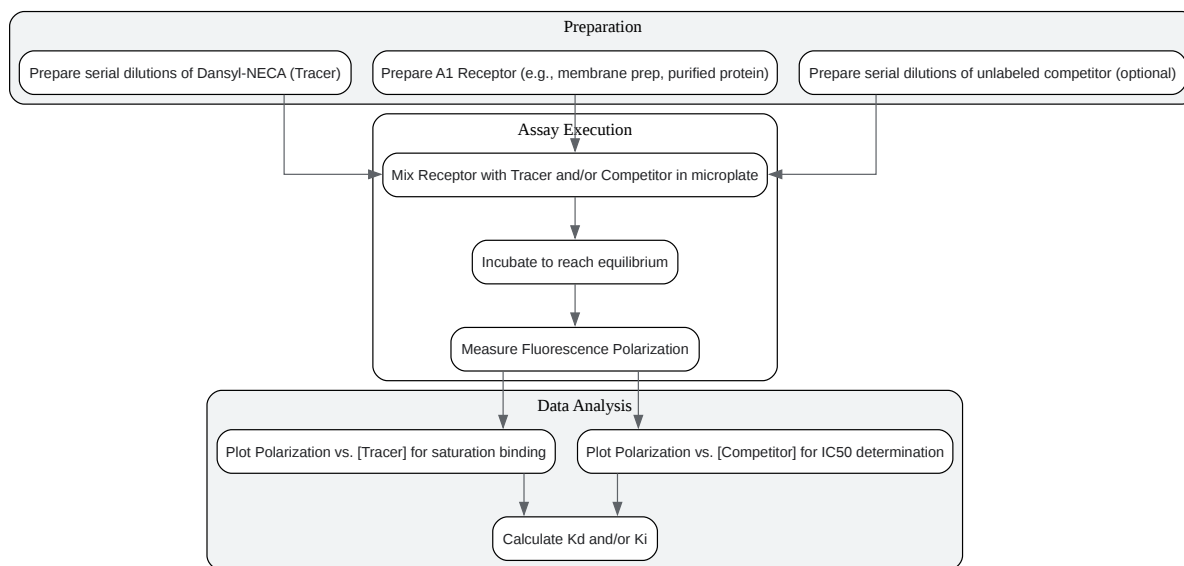 Preparation
Prepare serial dilutions of Dansyl-NECA (Tracer)
Prepare A1 Receptor (e.g., membrane prep, purified protein)
Prepare serial dilutions of unlabeled competitor (optional)
Assay Execution
Mix Receptor with Tracer and/or Competitor in microplate
Incubate to reach equilibrium
Measure Fluorescence Polarization
Data Analysis
Plot Polarization vs. [Tracer] for saturation binding
Plot Polarization vs. [Competitor] for IC50 determination
Calculate Kd and/or Ki